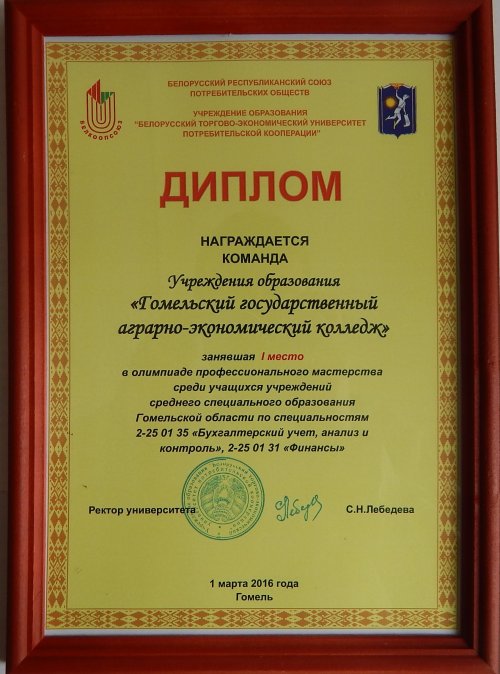 БЕЛОРУССКИЙ РЕСПУБЛИКАНСКИЙ СОЮЗ
ПОТРЕБИТЕЛЬСКИХ ОБЩЕСТВ
УЧРЕЖДЕНИЕ ОБРАЗОВАНИЯ
"БЕЛОРУССКИЙ ТОРГОВО-ЭКОНОМИЧЕСКИЙ УНИВЕРСИТЕТ
ПОТРЕБИТЕЛЬСКОЙ КООПЕРАЦИИ"
БЕЛКООПСОЮЗ
ДИПЛОМ
НАГРАЖДАЕТСЯ
КОМАНДА
Учреждения образования
«Гомельский государственный
аграрно-экономический колледж»
занявшая I место
в олимпиаде профессионального мастерства
среди учащихся учреждений
среднего специального образования
Гомельской области по специальностям
2-25 01 35 «Бухгалтерский учет, анализ и
контроль», 2-25 01 31 «Финансы»
Ректор университета
С.Н.Лебедева
1 марта 2016 года
Гомель